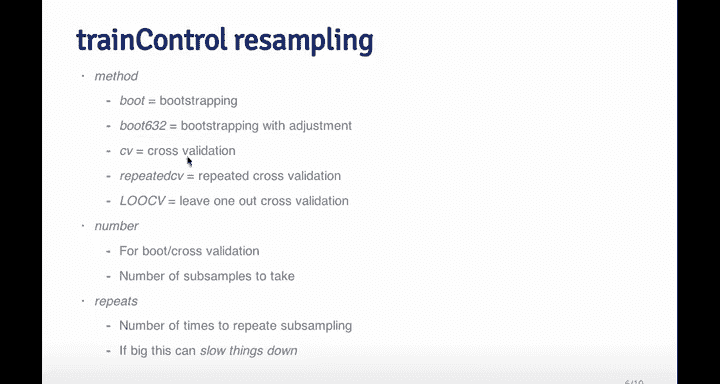 trainControl resampling
· method
- boot = bootstrapping
- boot632 = bootstrapping with adjustment
- cv = cross validation
- repeatedcv = repeated cross validation
- LOOCV = leave one out cross validation
· number
- For boot/cross validation
- Number of subsamples to take
· repeats
- Number of times to repeat subsampling
- If big this can slow things down